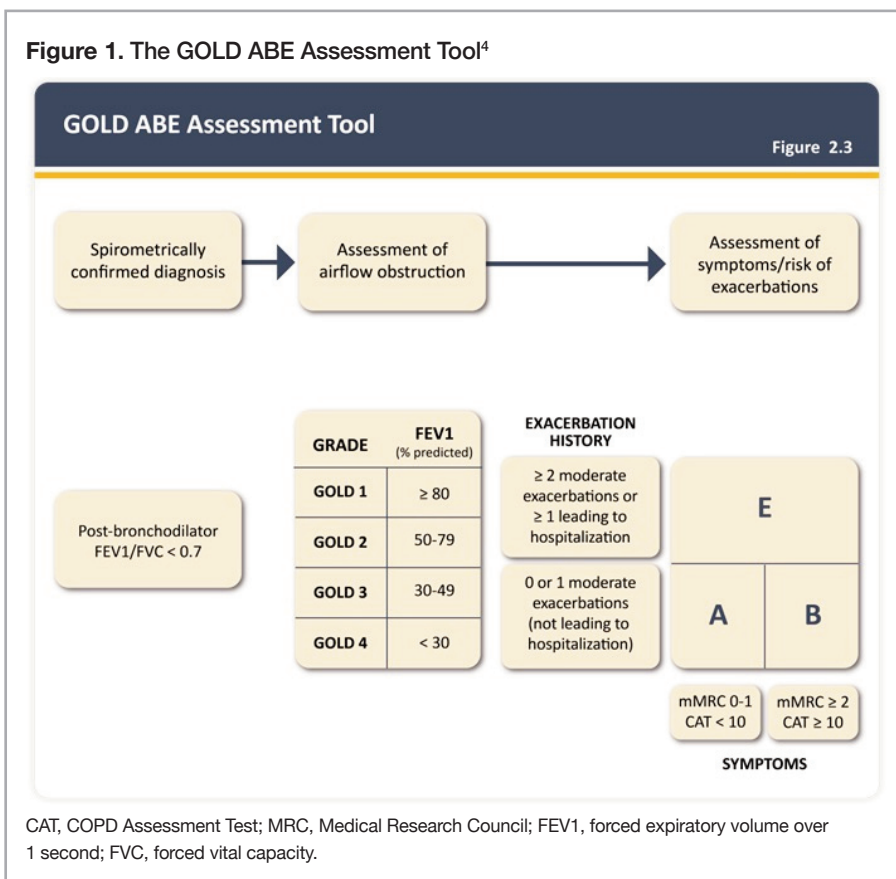 Figure 1. The GOLD ABE Assessment Tool⁴
GOLD ABE Assessment Tool
Figure 2.3
Spirometrically
confirmed diagnosis
Assessment of
airflow obstruction
Assessment of
symptoms/risk of
exacerbations
Post-bronchodilator
FEV1/FVC < 0.7
GRADE FEV1
(% predicted)
GOLD 1 ≥ 80
GOLD 2 50-79
GOLD 3 30-49
GOLD 4 < 30
EXACERBATION
HISTORY
≥ 2 moderate
exacerbations or
≥ 1 leading to
hospitalization
0 or 1 moderate
exacerbations
(not leading to
hospitalization)
E
A B
mMRC 0-1
CAT < 10
mMRC ≥ 2
CAT ≥ 10
SYMPTOMS
CAT, COPD Assessment Test; MRC, Medical Research Council; FEV1, forced expiratory volume over
1 second; FVC, forced vital capacity.